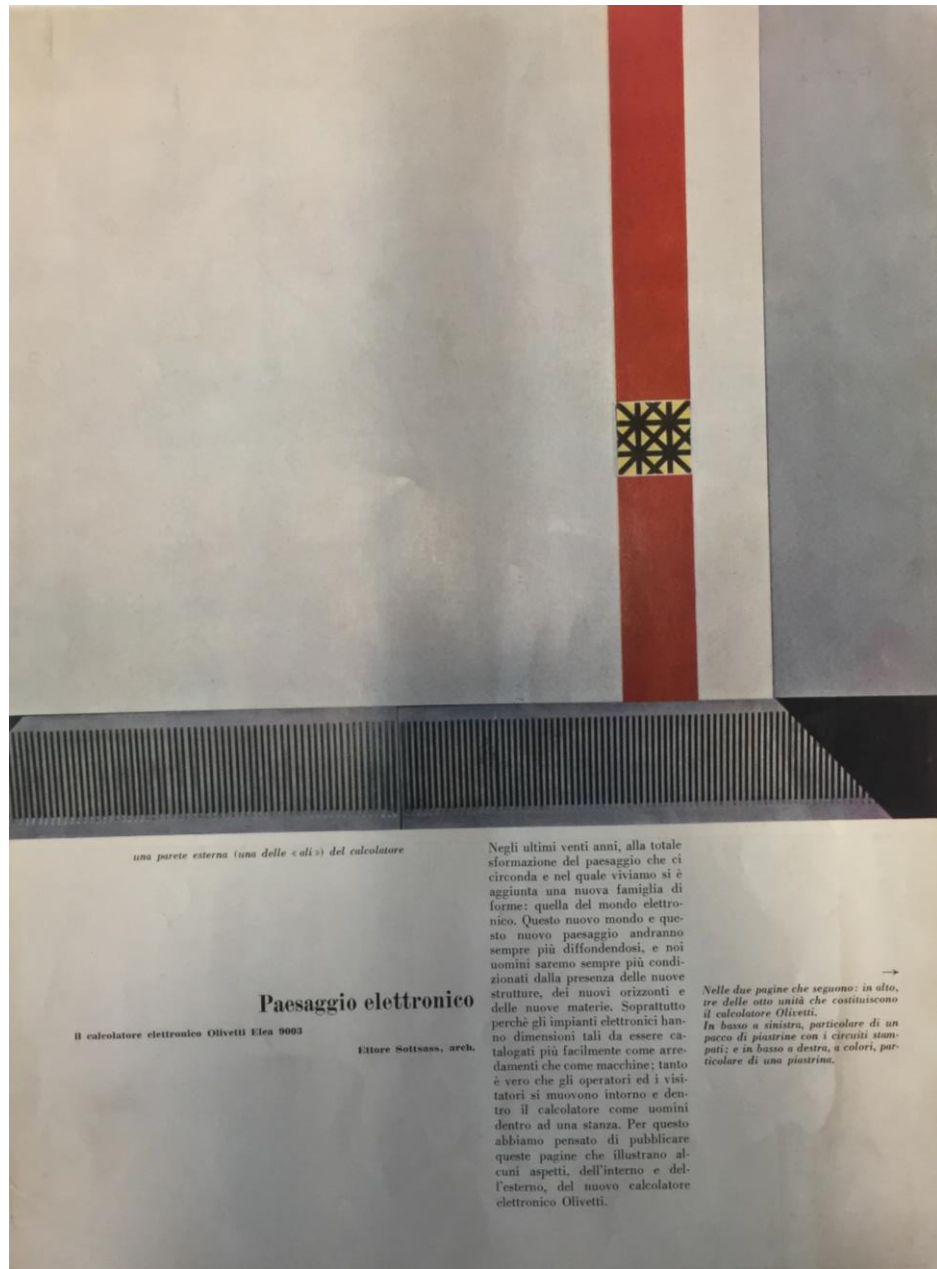 una parete esterna (una delle « ali ») del calcolatore
Paesaggio elettronico
il calcolatore elettronico Olivetti Elea 9003
Ettore Sottsass, arch.
Negli ultimi venti anni, alla totale
sformazione del paesaggio che ci
circonda e nel quale viviamo si è
aggiunta una nuova famiglia di
forme: quella del mondo elettro-
nico. Questo nuovo mondo e que-
sto nuovo paesaggio andranno
sempre più diffondendosi, e noi
uomini saremo sempre più condi-
zionati dalla presenza delle nuove
strutture, dei nuovi orizzonti e
delle nuove materie. Soprattutto
perchè gli impianti elettronici han-
no dimensioni tali da essere ca-
talogati più facilmente come arre-
damenti che come macchine; tanto
è vero che gli operatori ed i visi-
tatori si muovono intorno e den-
tro il calcolatore come uomini
dentro ad una stanza. Per questo
abbiamo pensato di pubblicare
queste pagine che illustrano al-
cuni aspetti, dell'interno e del-
l'esterno, del nuovo calcolatore
elettronico Olivetti.
→
Nelle due pagine che seguono: in alto,
tre delle otto unità che costituiscono
il calcolatore Olivetti.
In basso a sinistra, particolare di un
pacco di piastrine con i circuiti stam-
pati; e in basso a destra, a colori, par-
ticolare di una piastrina.